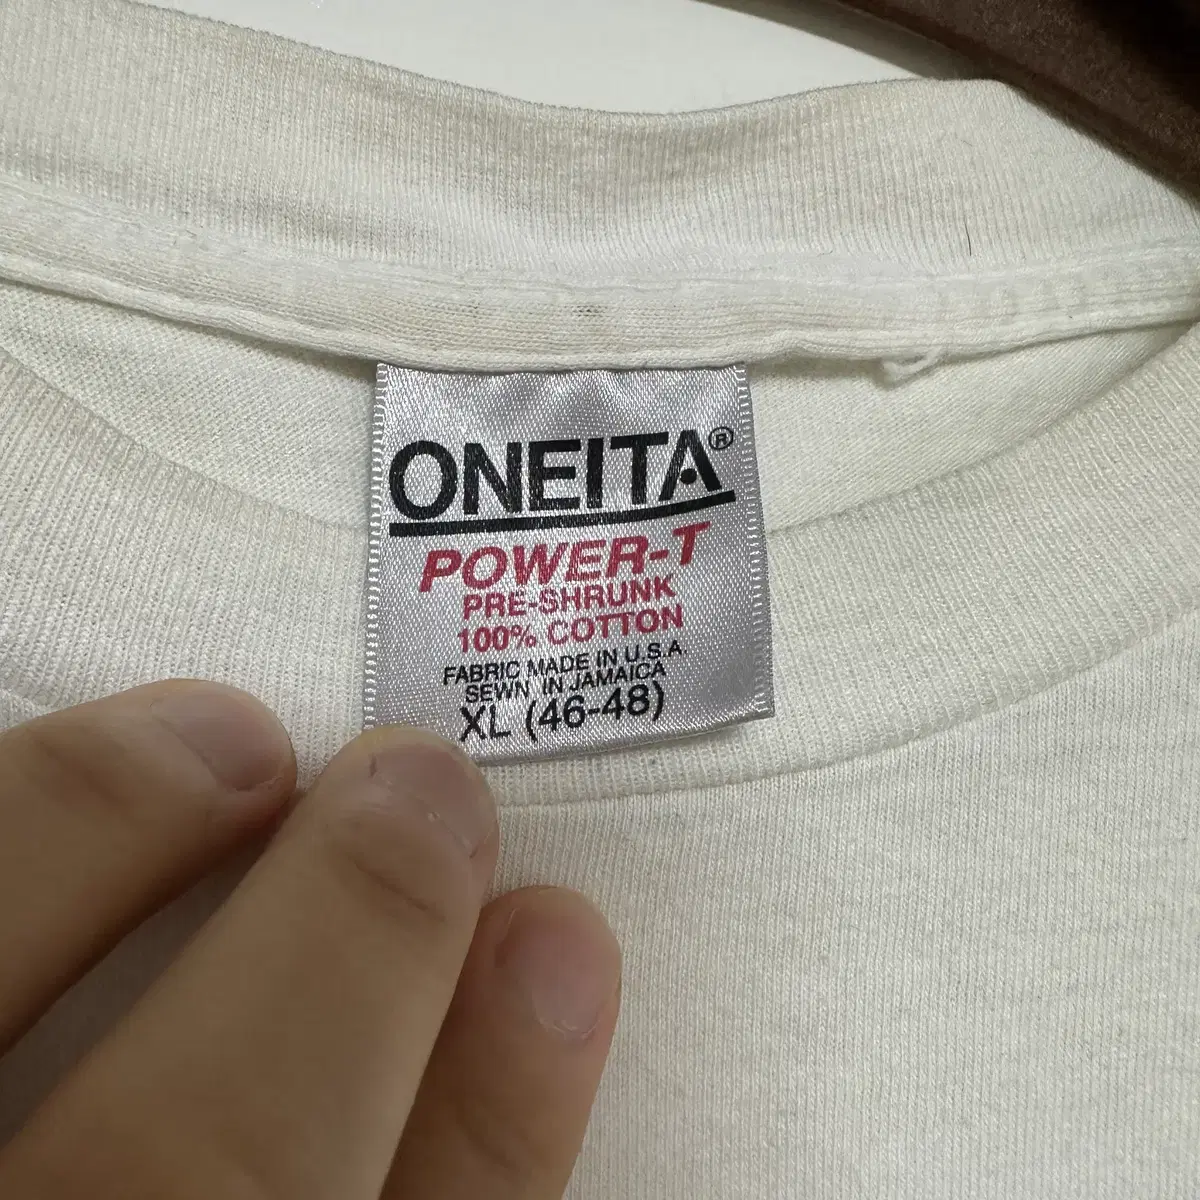 ONEITA®
POWER-T
PRE-SHRUNK
100% COTTON
FABRIC MADE IN U.S.A
SEWN IN JAMAICA
XL (46-48)